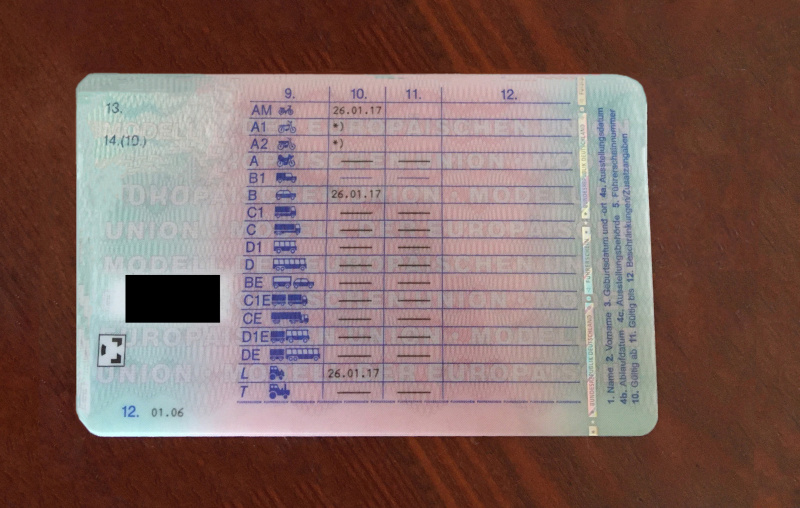 13.
14.(10.)
9. 10. 11. 12.
AM 26.01.17
A1 *)
A2 *)
A
B1
B 26.01.17
C1
C
D1
D
BE
C1E
CE
D1E
DE
L 26.01.17
T
12. 01.06
1. Name 2. Vorname 3. Geburtsdatum und -ort 4a. Ausstellungsdatum
4b. Ablaufdatum 4c. Ausstellungsbehörde 5. Führerscheinnummer
10. Gültig ab 11. Gültig bis 12. Beschränkungen/Zusatzangaben
BUNDESREPUBLIK DEUTSCHLAND